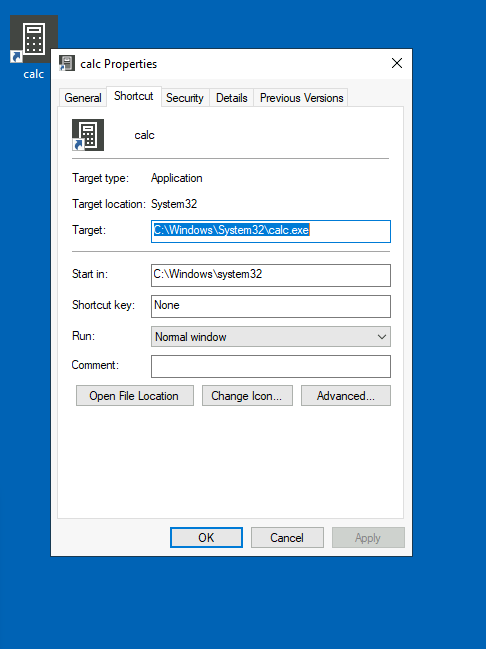 calc
calc Properties
General Shortcut Security Details Previous Versions
calc
Target type: Application
Target location: System32
Target: C:\Windows\System32\calc.exe
Start in: C:\Windows\system32
Shortcut key: None
Run: Normal window
Comment:
Open File Location Change Icon... Advanced...
OK Cancel Apply